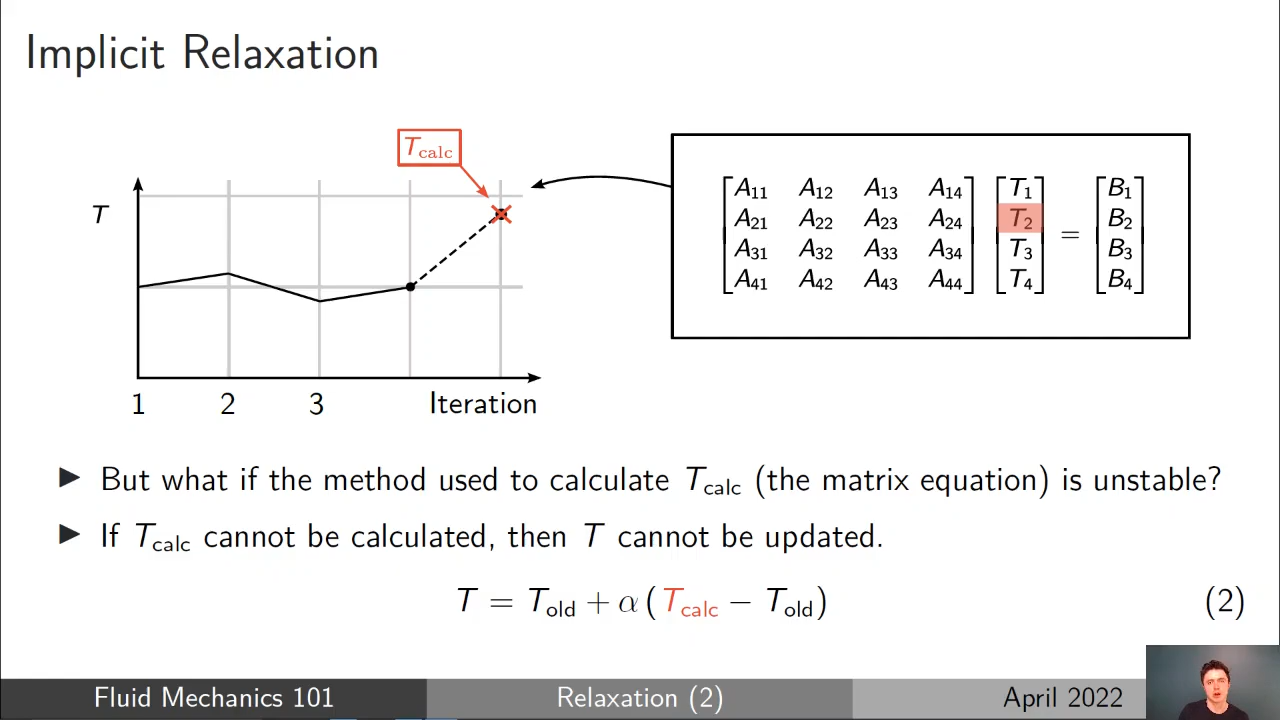 Implicit Relaxation
T_calc
T
1 2 3 Iteration
A₁₁ A₁₂ A₁₃ A₁₄ T₁ B₁
A₂₁ A₂₂ A₂₃ A₂₄ T₂ = B₂
A₃₁ A₃₂ A₃₃ A₃₄ T₃ B₃
A₄₁ A₄₂ A₄₃ A₄₄ T₄ B₄
▶ But what if the method used to calculate T_calc (the matrix equation) is unstable?
▶ If T_calc cannot be calculated, then T cannot be updated.
T = T_old + α (T_calc − T_old) (2)
Fluid Mechanics 101 Relaxation (2) April 2022